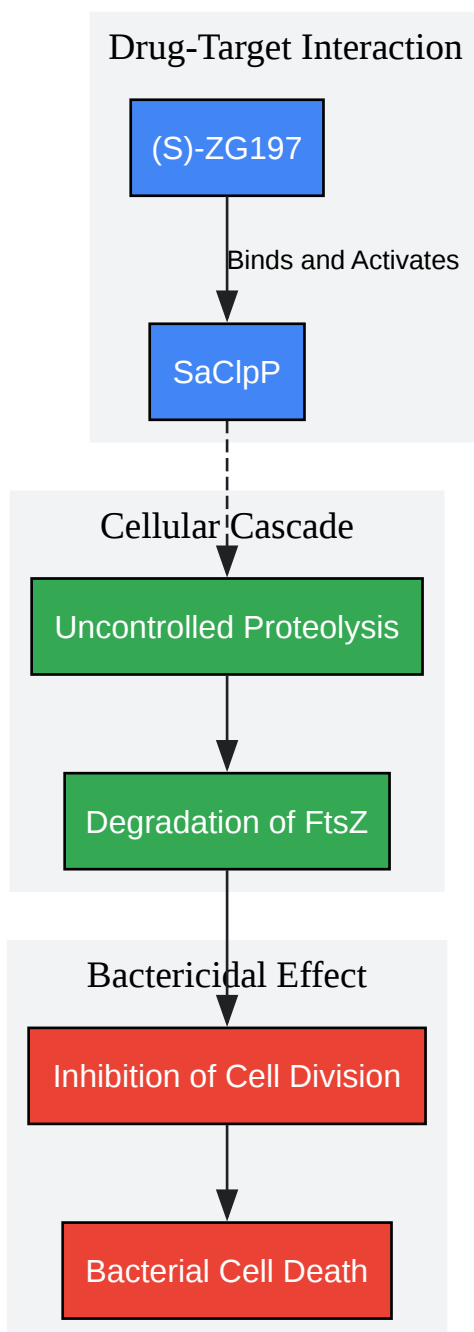 Drug-Target Interaction
(S)-ZG197
Binds and Activates
SaClpP
Cellular Cascade
Uncontrolled Proteolysis
Degradation of FtsZ
Bactericidal Effect
Inhibition of Cell Division
Bacterial Cell Death